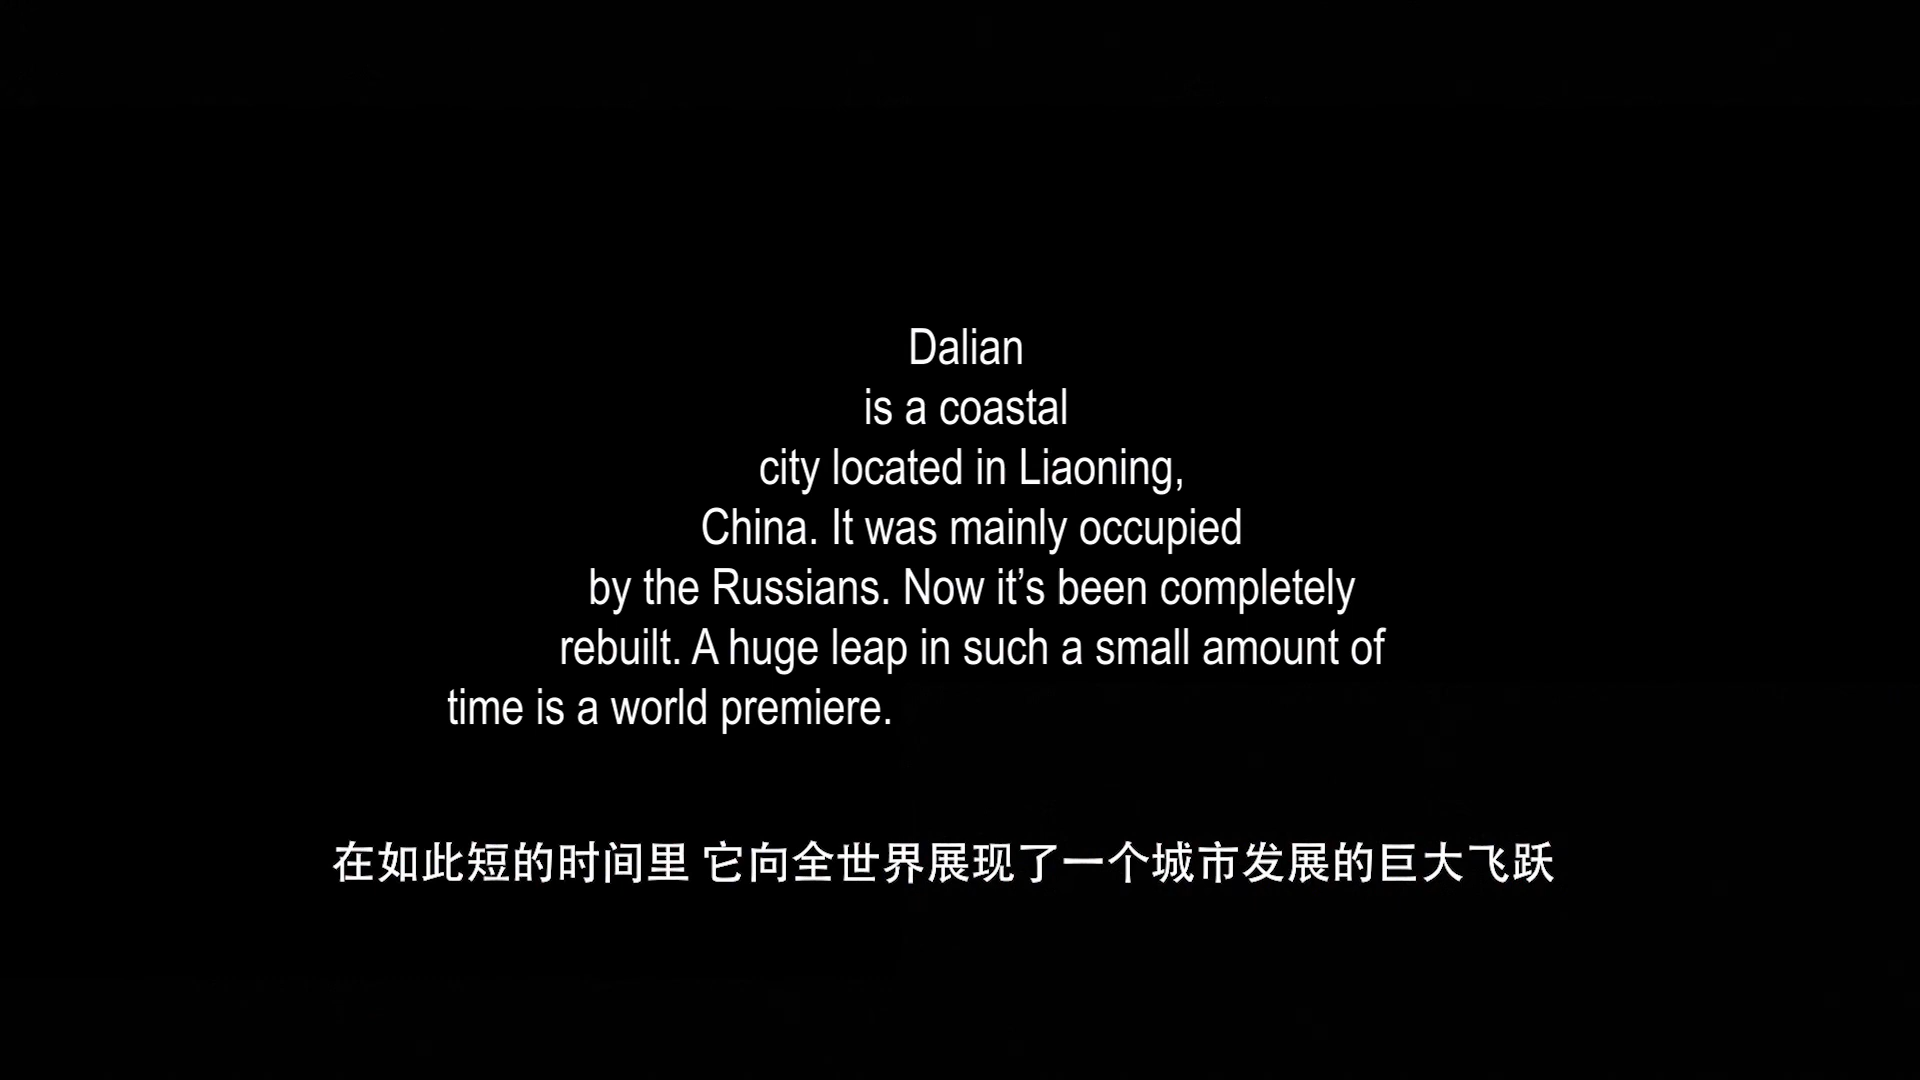 Dalian
is a coastal
city located in Liaoning,
China. It was mainly occupied
by the Russians. Now it’s been completely
rebuilt. A huge leap in such a small amount of
time is a world premiere.
在如此短的时间里 它向全世界展现了一个城市发展的巨大飞跃